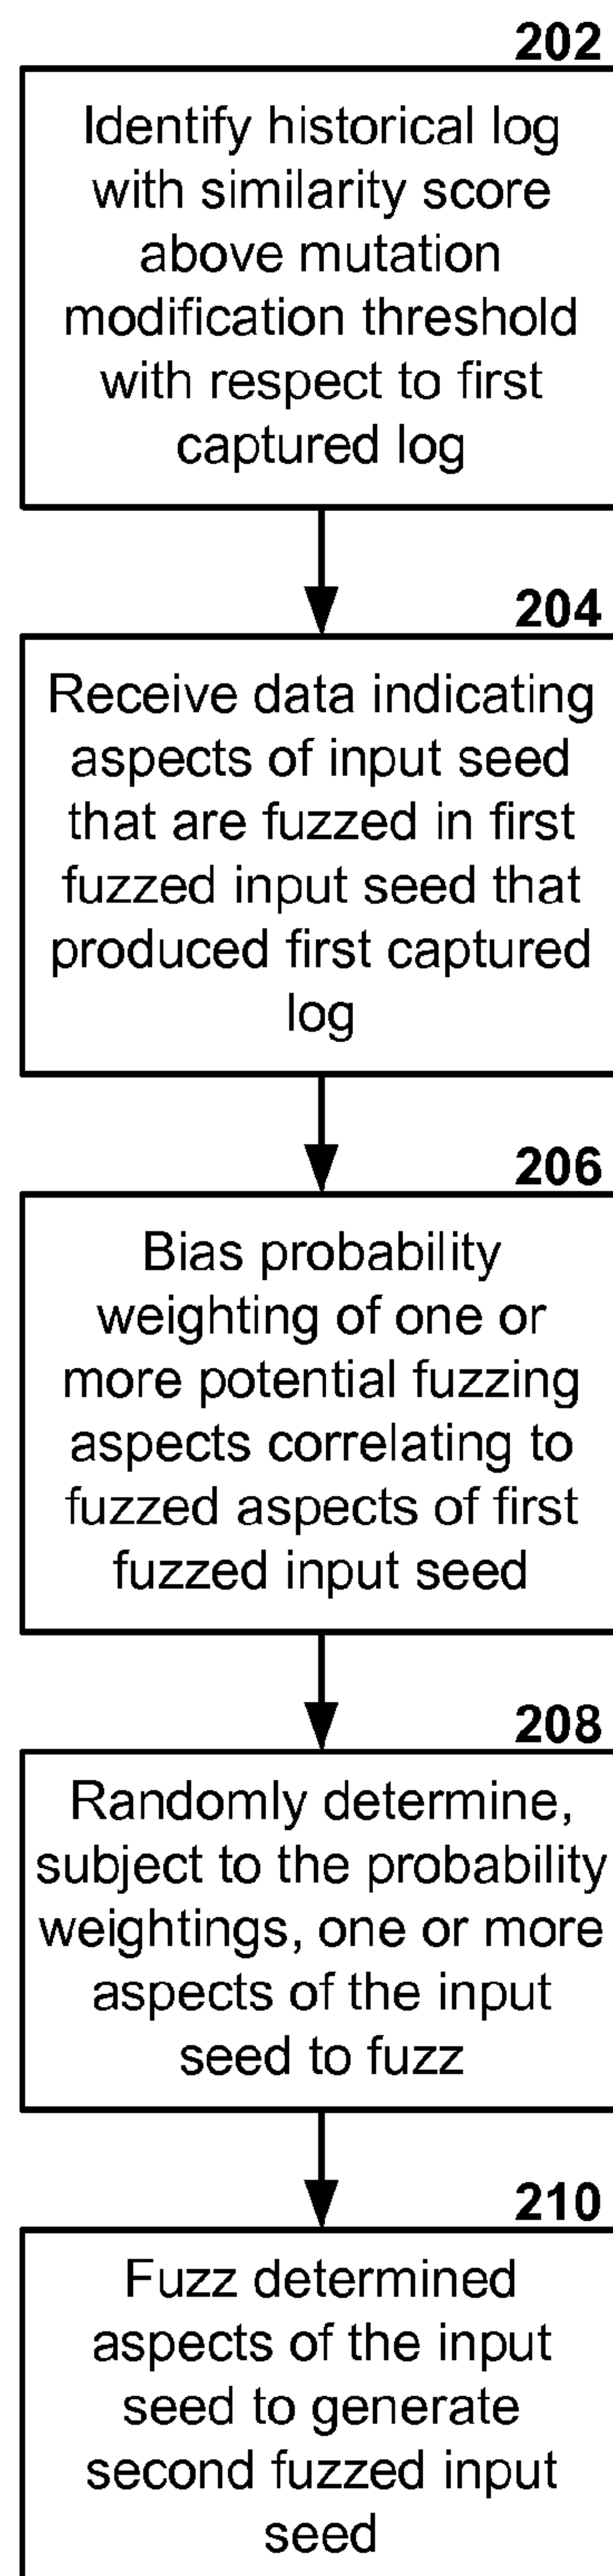 202
Identify historical log
with similarity score
above mutation
modification threshold
with respect to first
captured log
204
Receive data indicating
aspects of input seed
that are fuzzed in first
fuzzed input seed that
produced first captured
log
206
Bias probability
weighting of one or
more potential fuzzing
aspects correlating to
fuzzed aspects of first
fuzzed input seed
208
Randomly determine,
subject to the probability
weightings, one or more
aspects of the input
seed to fuzz
210
Fuzz determined
aspects of the input
seed to generate
second fuzzed input
seed